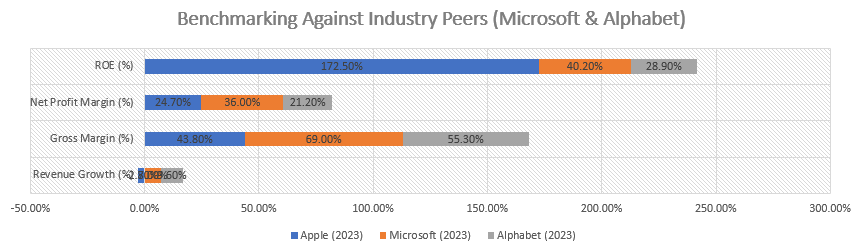 Benchmarking Against Industry Peers (Microsoft & Alphabet)
ROE (%) 172.50% 40.20% 28.90%
Net Profit Margin (%) 24.70% 36.00% 21.20%
Gross Margin (%) 43.80% 69.00% 55.30%
Revenue Growth (%)
-50.00% 0.00% 50.00% 100.00% 150.00% 200.00% 250.00% 300.00%
Apple (2023) Microsoft (2023) Alphabet (2023)